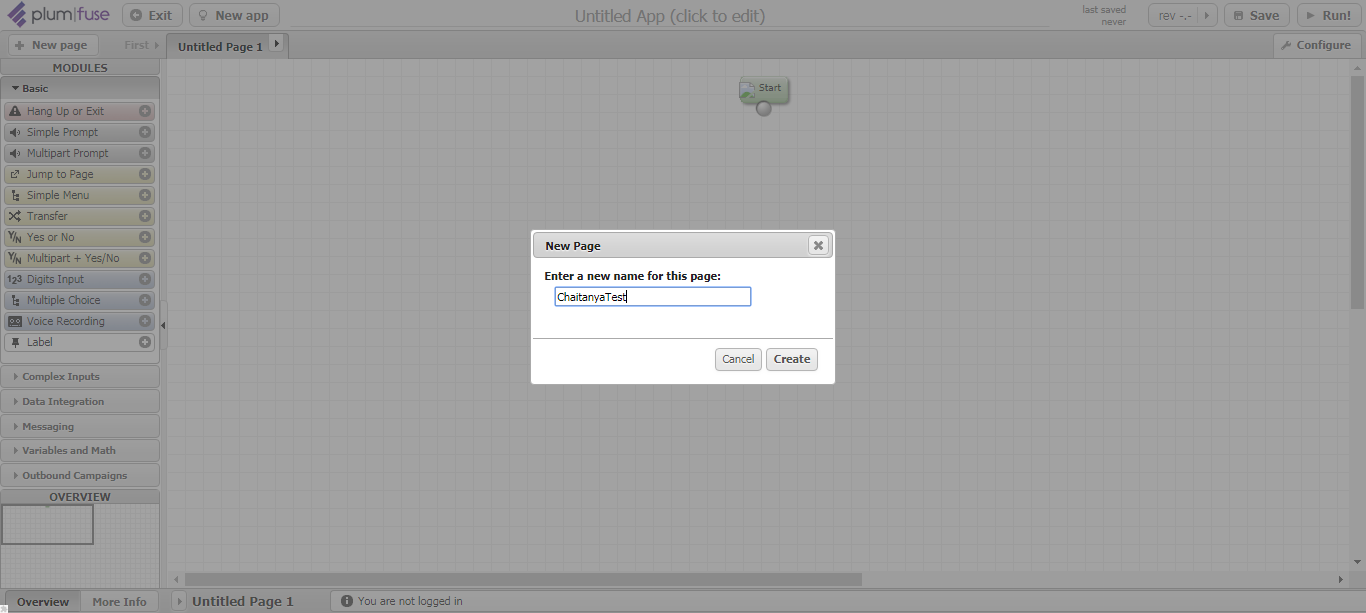 plum|fuse
Exit
New app
Untitled App (click to edit)
last saved
never
rev -.-
Save
Run!
New page
First
Untitled Page 1
Configure
MODULES
Basic
Hang Up or Exit
Simple Prompt
Multipart Prompt
Jump to Page
Simple Menu
Transfer
Y/N Yes or No
Y/N Multipart + Yes/No
123 Digits Input
Multiple Choice
Voice Recording
Label
Complex Inputs
Data Integration
Messaging
Variables and Math
Outbound Campaigns
OVERVIEW
Start
New Page
Enter a new name for this page:
ChaitanyaTest
Cancel
Create
Overview
More Info
Untitled Page 1
You are not logged in